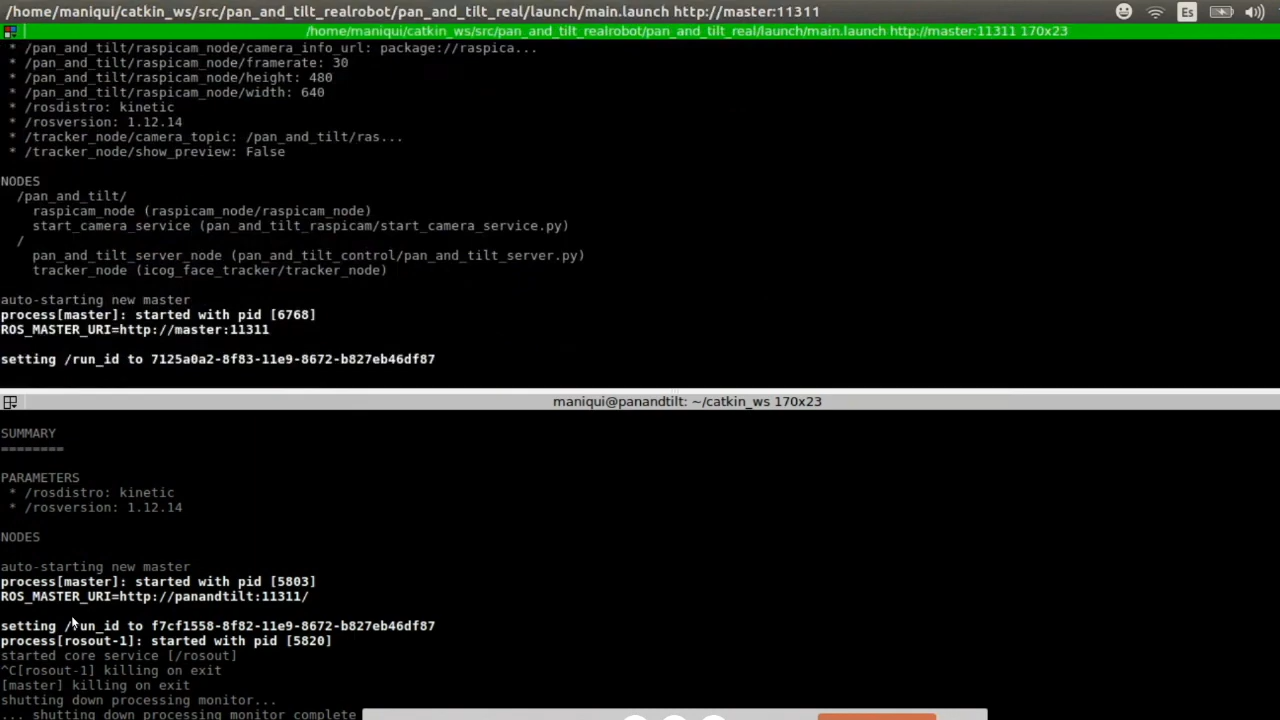 /home/maniqui/catkin_ws/src/pan_and_tilt_realrobot/pan_and_tilt_real/launch/main.launch http://master:11311
Es
/home/maniqui/catkin_ws/src/pan_and_tilt_realrobot/pan_and_tilt_real/launch/main.launch http://master:11311 170x23
* /pan_and_tilt/raspicam_node/camera_info_url: package://raspica...
* /pan_and_tilt/raspicam_node/framerate: 30
* /pan_and_tilt/raspicam_node/height: 480
* /pan_and_tilt/raspicam_node/width: 640
* /rosdistro: kinetic
* /rosversion: 1.12.14
* /tracker_node/camera_topic: /pan_and_tilt/ras...
* /tracker_node/show_preview: False
NODES
/pan_and_tilt/
raspicam_node (raspicam_node/raspicam_node)
start_camera_service (pan_and_tilt_raspicam/start_camera_service.py)
/
pan_and_tilt_server_node (pan_and_tilt_control/pan_and_tilt_server.py)
tracker_node (icog_face_tracker/tracker_node)
auto-starting new master
process[master]: started with pid [6768]
ROS_MASTER_URI=http://master:11311
setting /run_id to 7125a0a2-8f83-11e9-8672-b827eb46df87
maniqui@panandtilt: ~/catkin_ws 170x23
SUMMARY
========
PARAMETERS
* /rosdistro: kinetic
* /rosversion: 1.12.14
NODES
auto-starting new master
process[master]: started with pid [5803]
ROS_MASTER_URI=http://panandtilt:11311/
setting /run_id to f7cf1558-8f82-11e9-8672-b827eb46df87
process[rosout-1]: started with pid [5820]
started core service [/rosout]
^C[rosout-1] killing on exit
[master] killing on exit
shutting down processing monitor...
... shutting down processing monitor complete